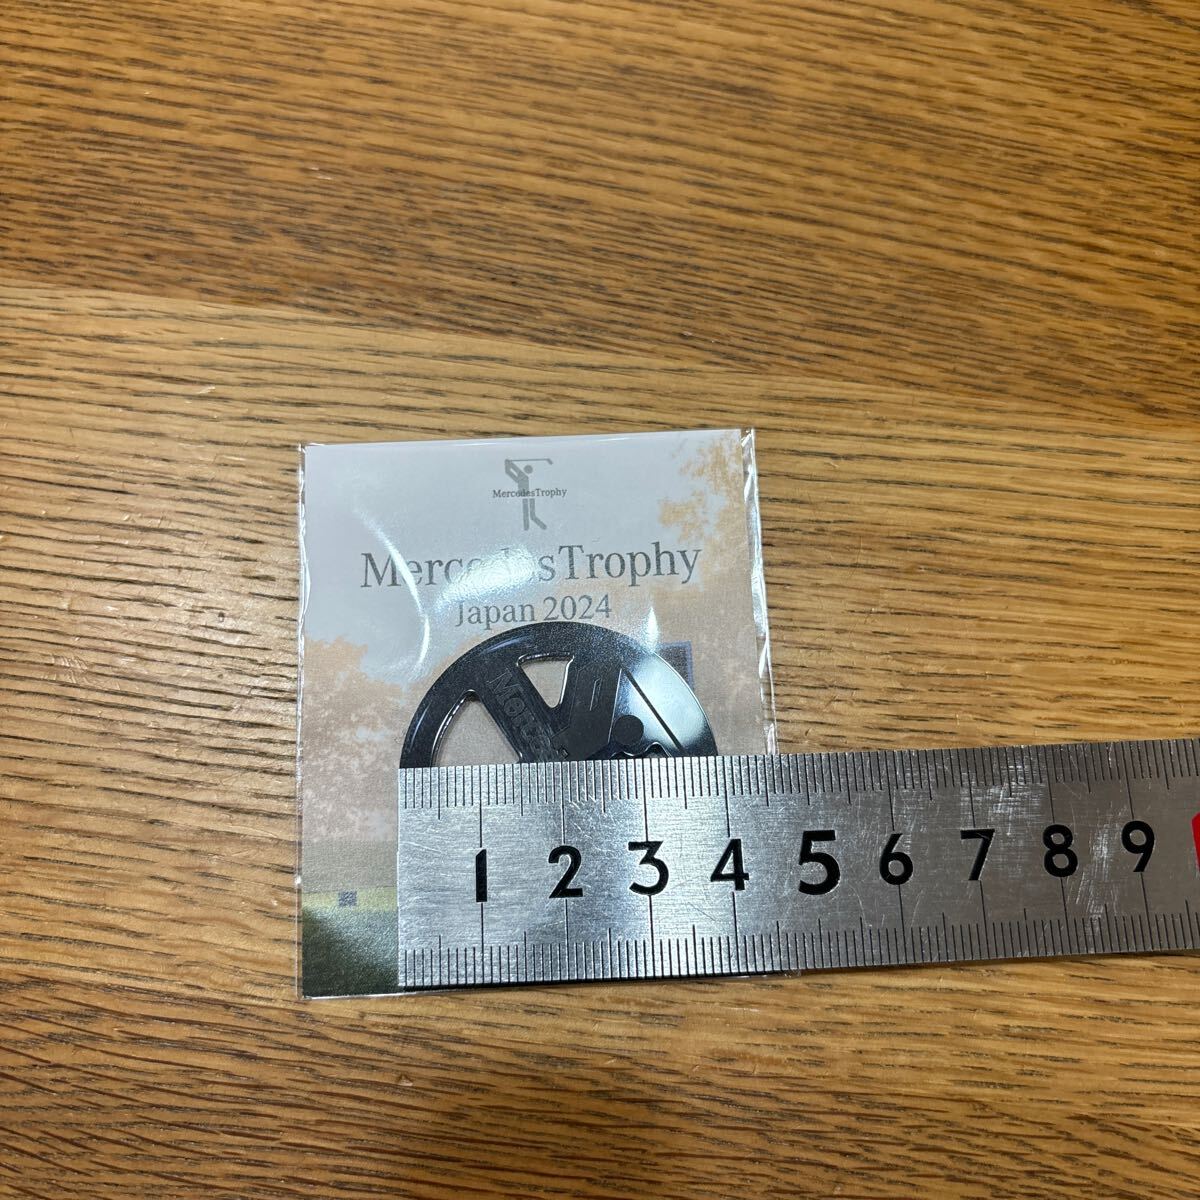 MercedesTrophy
MercedesTrophy
Japan 2024
1 2 3 4 5 6 7 8 9